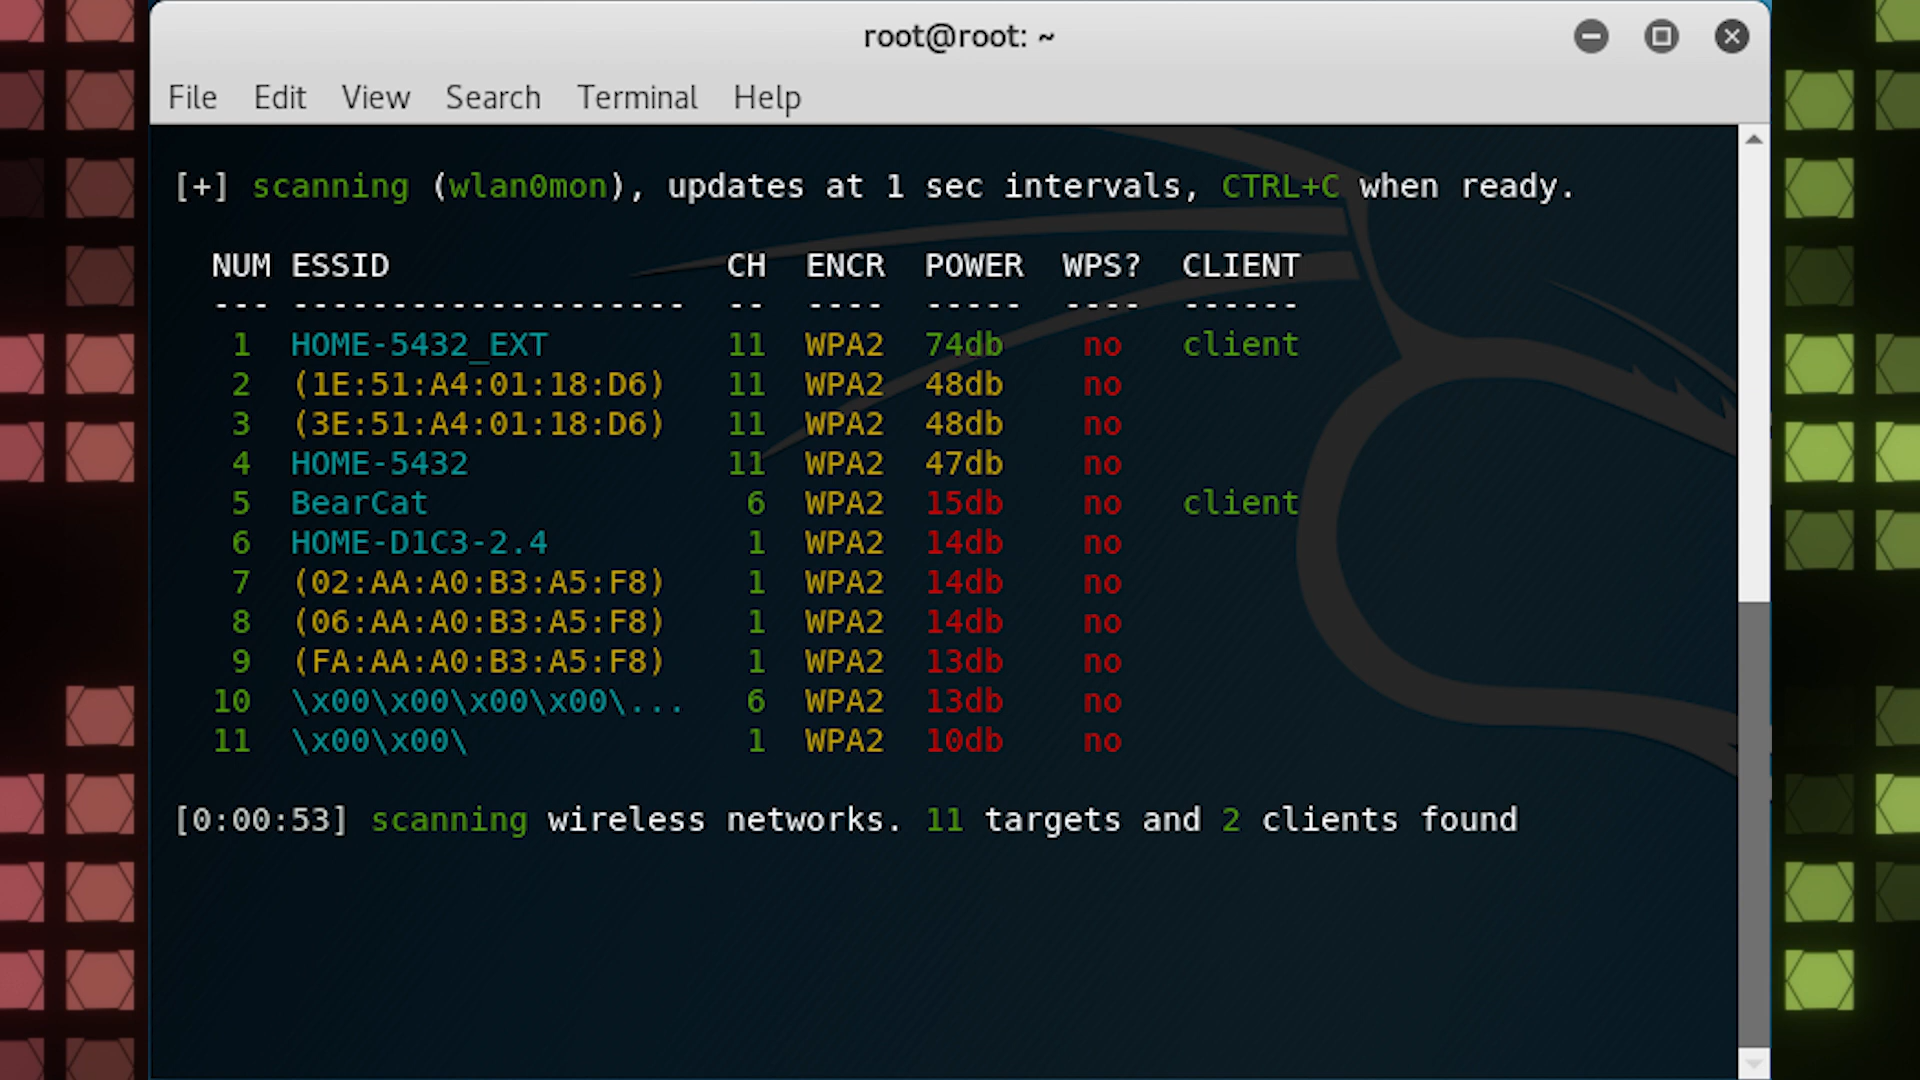 root@root: ~
File Edit View Search Terminal Help
[+] scanning (wlan0mon), updates at 1 sec intervals, CTRL+C when ready.
NUM ESSID CH ENCR POWER WPS? CLIENT
--- -------------------- -- ---- ----- ---- ------
1 HOME-5432_EXT 11 WPA2 74db no client
2 (1E:51:A4:01:18:D6) 11 WPA2 48db no
3 (3E:51:A4:01:18:D6) 11 WPA2 48db no
4 HOME-5432 11 WPA2 47db no
5 BearCat 6 WPA2 15db no client
6 HOME-D1C3-2.4 1 WPA2 14db no
7 (02:AA:A0:B3:A5:F8) 1 WPA2 14db no
8 (06:AA:A0:B3:A5:F8) 1 WPA2 14db no
9 (FA:AA:A0:B3:A5:F8) 1 WPA2 13db no
10 \x00\x00\x00\x00\... 6 WPA2 13db no
11 \x00\x00\ 1 WPA2 10db no
[0:00:53] scanning wireless networks. 11 targets and 2 clients found